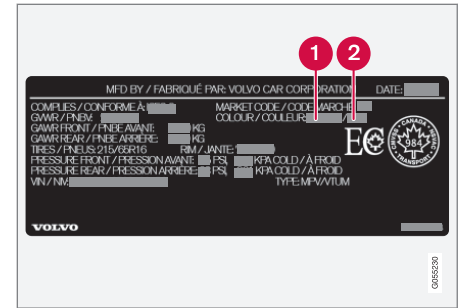 1 2
MFD BY / FABRIQUÉ PAR: VOLVO CAR CORPORATION DATE:
COMPLIES / CONFORME À: MARKET CODE / CODE MARCHÉ:
GVWR / PNBV: COLOUR / COULEUR: /
GAWR FRONT / PNBE AVANT: KG
GAWR REAR / PNBE ARRIÈRE: KG
TIRES / PNEUS: 215/65R16 RIM / JANTE:
PRESSURE FRONT / PRESSION AVANT: PSI, KPA COLD / À FROID
PRESSURE REAR / PRESSION ARRIÈRE: PSI, KPA COLD / À FROID
VIN / NIV: TYPE: MPV/VTUM
EC
CANADA
984
TRANSPORT
VOLVO
G055230